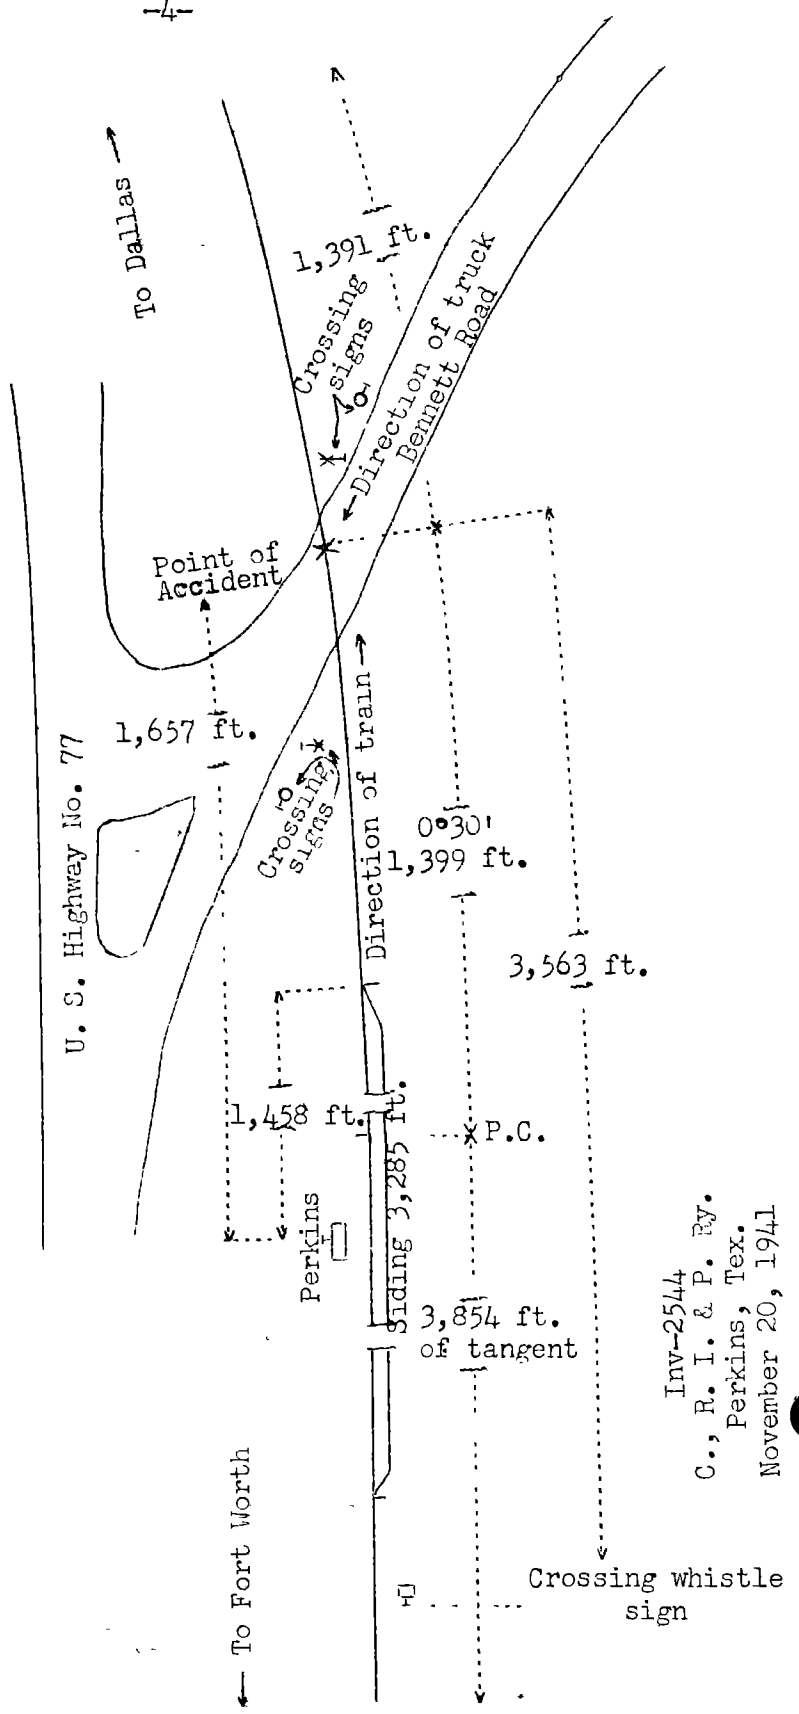 -4-
To Dallas
1,391 ft.
Crossing
signs
Direction of truck
Bennett Road
Point of
Accident
1,657 ft.
U. S. Highway No. 77
Crossing
signs
Direction of train
0°30'
1,399 ft.
3,563 ft.
1,458 ft.
P.C.
Perkins
Siding 3,285 ft.
3,854 ft.
of tangent
To Fort Worth
Crossing whistle
sign
Inv-2544
C., R. I. & P. Ry.
Perkins, Tex.
November 20, 1941